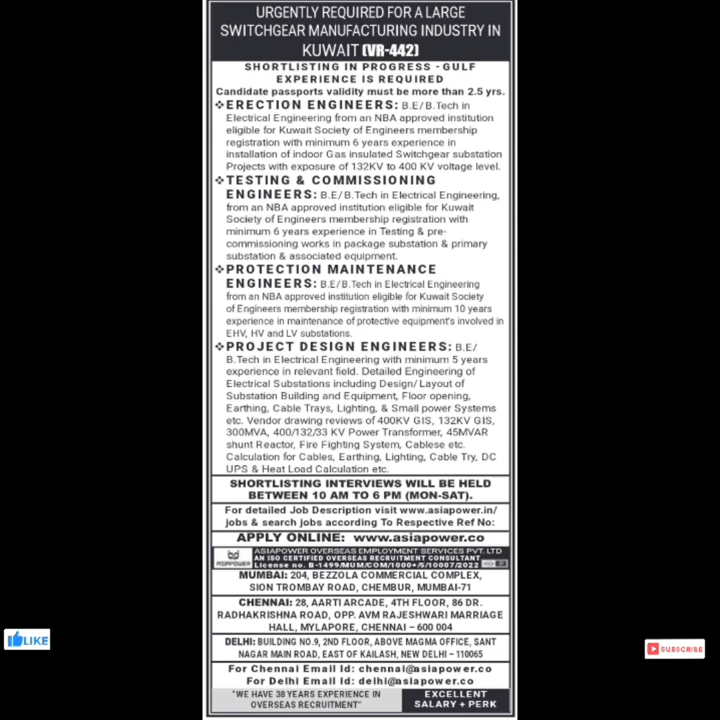 URGENTLY REQUIRED FOR A LARGE
SWITCHGEAR MANUFACTURING INDUSTRY IN
KUWAIT (VR-442)
SHORTLISTING IN PROGRESS - GULF
EXPERIENCE IS REQUIRED
Candidate passports validity must be more than 2.5 yrs.
❖ERECTION ENGINEERS: B.E/B.Tech in
Electrical Engineering from an NBA approved institution
eligible for Kuwait Society of Engineers membership
registration with minimum 6 years experience in
installation of indoor Gas insulated Switchgear substation
Projects with exposure of 132KV to 400 KV voltage level.
❖TESTING & COMMISSIONING
ENGINEERS: B.E/B.Tech in Electrical Engineering,
from an NBA approved institution eligible for Kuwait
Society of Engineers membership registration with
minimum 6 years experience in Testing & pre-
commissioning works in package substation & primary
substation & associated equipment.
❖PROTECTION MAINTENANCE
ENGINEERS: B.E/B.Tech in Electrical Engineering
from an NBA approved institution eligible for Kuwait Society
of Engineers membership registration with minimum 10 years
experience in maintenance of protective equipment's involved in
EHV, HV and LV substations.
❖PROJECT DESIGN ENGINEERS: B.E/
B.Tech in Electrical Engineering with minimum 5 years
experience in relevant field. Detailed Engineering of
Electrical Substations including Design/ Layout of
Substation Building and Equipment, Floor opening,
Earthing, Cable Trays, Lighting, & Small power Systems
etc. Vendor drawing reviews of 400KV GIS, 132KV GIS,
300MVA, 400/132/33 KV Power Transformer, 45MVAR
shunt Reactor, Fire Fighting System, Cablese etc.
Calculation for Cables, Earthing, Lighting, Cable Try, DC
UPS & Heat Load Calculation etc.
SHORTLISTING INTERVIEWS WILL BE HELD
BETWEEN 10 AM TO 6 PM (MON-SAT).
For detailed Job Description visit www.asiapower.in/
jobs & search jobs according To Respective Ref No:
APPLY ONLINE: www.asiapower.co
ASIAPOWER
ASIAPOWER OVERSEAS EMPLOYMENT SERVICES PVT. LTD
AN ISO CERTIFIED OVERSEAS RECRUITMENT CONSULTANT
License no. B-1499/MUM/COM/1000+/5/10007/2022
MUMBAI: 204, BEZZOLA COMMERCIAL COMPLEX,
SION TROMBAY ROAD, CHEMBUR, MUMBAI-71
CHENNAI: 28, AARTI ARCADE, 4TH FLOOR, 86 DR.
RADHAKRISHNA ROAD, OPP. AVM RAJESHWARI MARRIAGE
HALL, MYLAPORE, CHENNAI – 600 004
DELHI: BUILDING NO.9, 2ND FLOOR, ABOVE MAGMA OFFICE, SANT
NAGAR MAIN ROAD, EAST OF KAILASH, NEW DELHI – 110065
For Chennai Email Id: chennai@asiapower.co
For Delhi Email Id: delhi@asiapower.co
"WE HAVE 38 YEARS EXPERIENCE IN
OVERSEAS RECRUITMENT"
EXCELLENT
SALARY + PERK
LIKE
SUBSCRIBE